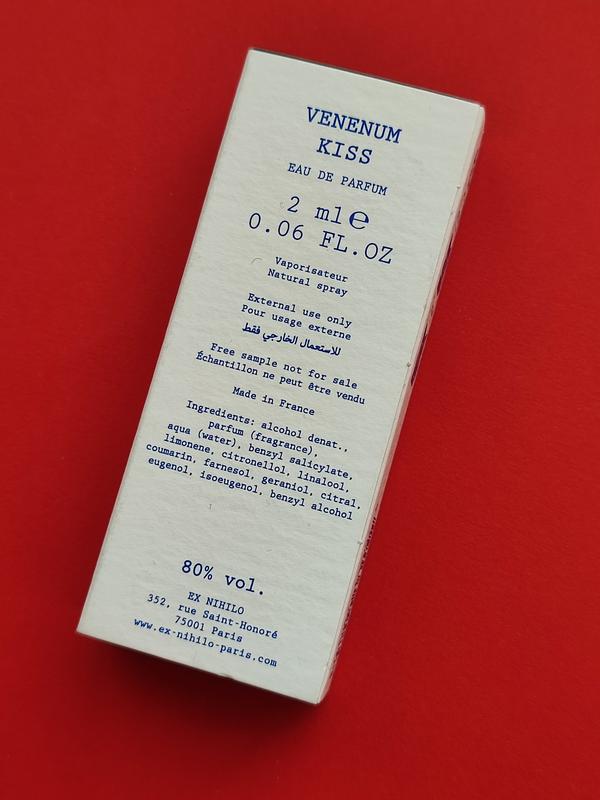 VENENUM
KISS
EAU DE PARFUM
2 ml ℮
0.06 FL.OZ
Vaporisateur
Natural spray
External use only
Pour usage externe
للاستعمال الخارجي فقط
Free sample not for sale
Échantillon ne peut être vendu
Made in France
Ingredients: alcohol denat.,
parfum (fragrance),
aqua (water), benzyl salicylate,
limonene, citronellol, linalool,
coumarin, farnesol, geraniol, citral,
eugenol, isoeugenol, benzyl alcohol
80% vol.
EX NIHILO
352, rue Saint-Honoré
75001 Paris
www.ex-nihilo-paris.com